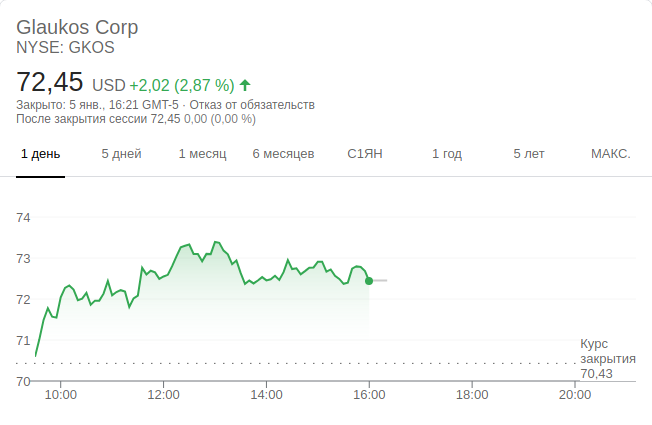 Glaukos Corp
NYSE: GKOS
72,45 USD +2,02 (2,87 %)
Закрыто: 5 янв., 16:21 GMT-5 · Отказ от обязательств
После закрытия сессии 72,45 0,00 (0,00 %)
1 день 5 дней 1 месяц 6 месяцев С1ЯН 1 год 5 лет МАКС.
74
73
72
71
70
Курс
закрытия
70,43
10:00 12:00 14:00 16:00 18:00 20:00